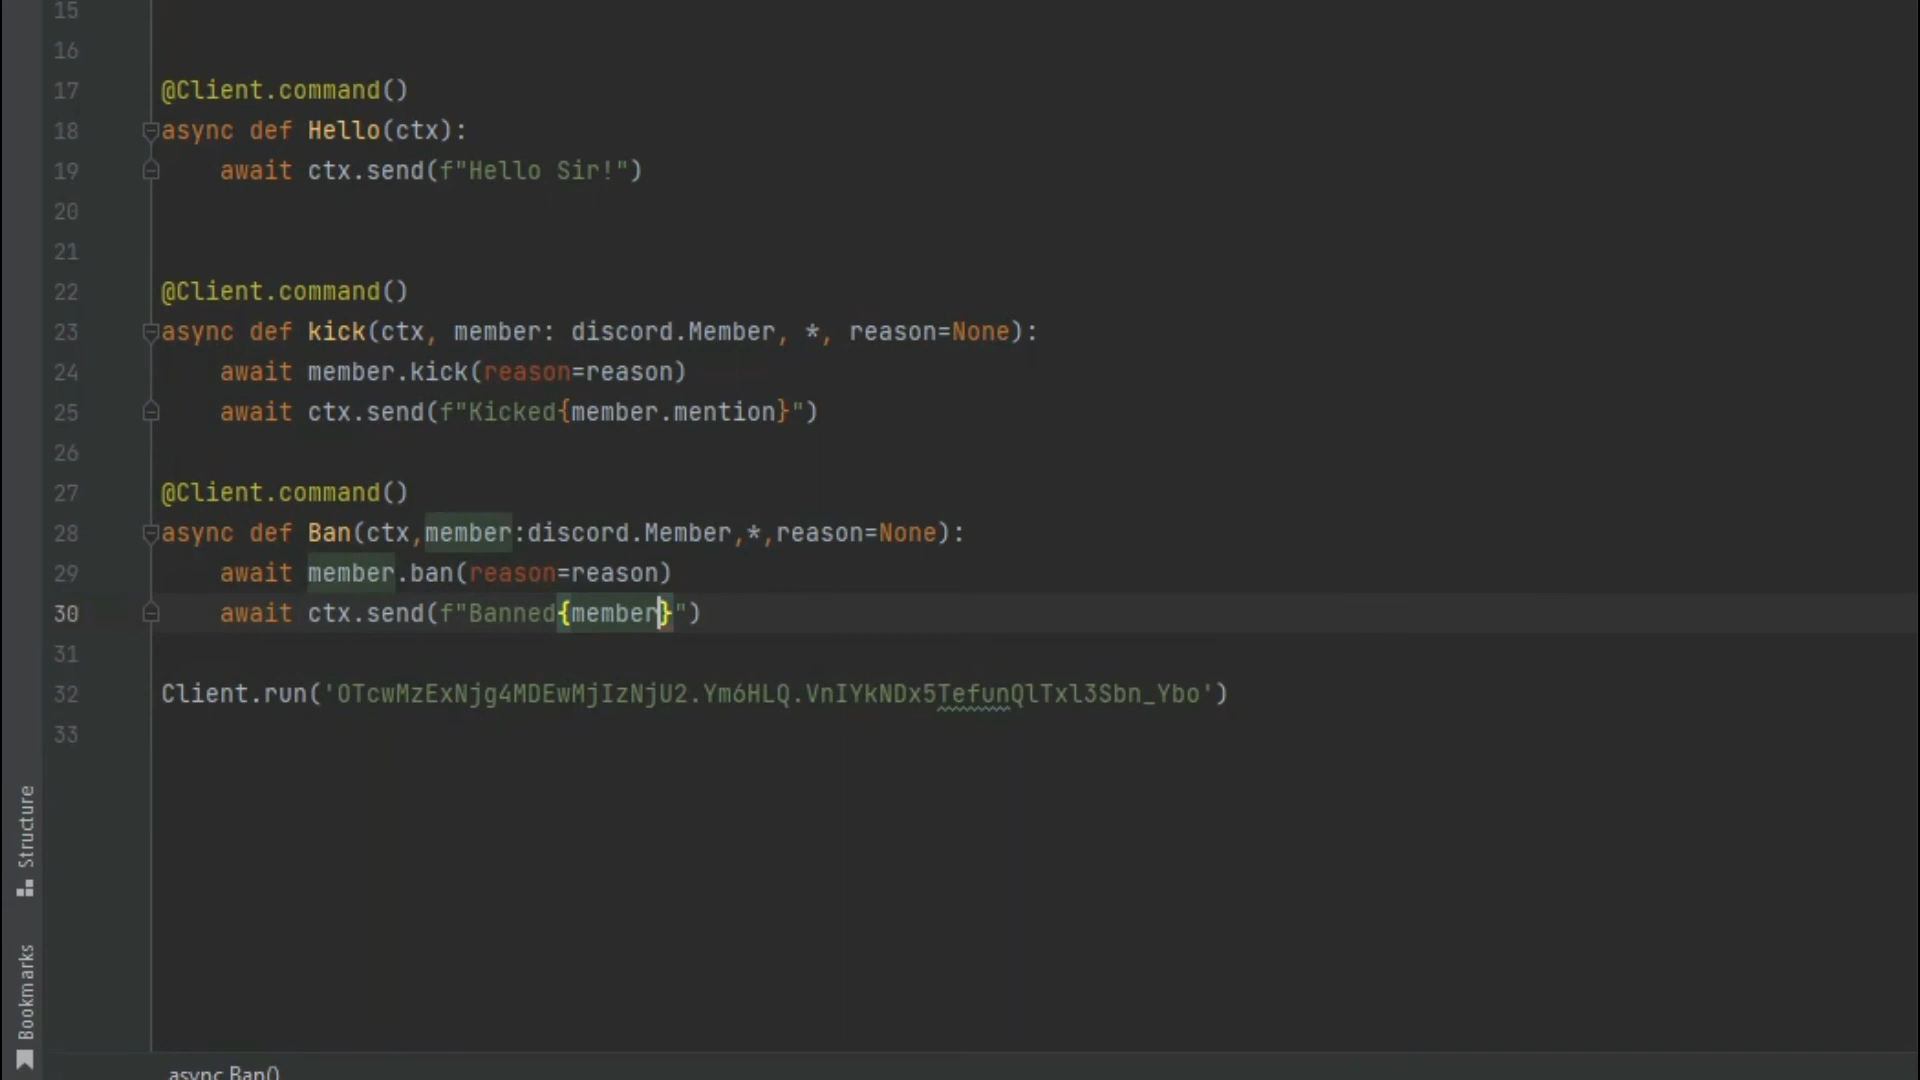 15
16
17 @Client.command()
18 async def Hello(ctx):
19 await ctx.send(f"Hello Sir!")
20
21
22 @Client.command()
23 async def kick(ctx, member: discord.Member, *, reason=None):
24 await member.kick(reason=reason)
25 await ctx.send(f"Kicked{member.mention}")
26
27 @Client.command()
28 async def Ban(ctx,member:discord.Member,*,reason=None):
29 await member.ban(reason=reason)
30 await ctx.send(f"Banned{member}")
31
32 Client.run('OTcwMzExNjg4MDEwMjIzNjU2.Ym6HLQ.VnIYkNDx5TefunQlTxl3Sbn_Ybo')
33
Structure
Bookmarks
async Ban()